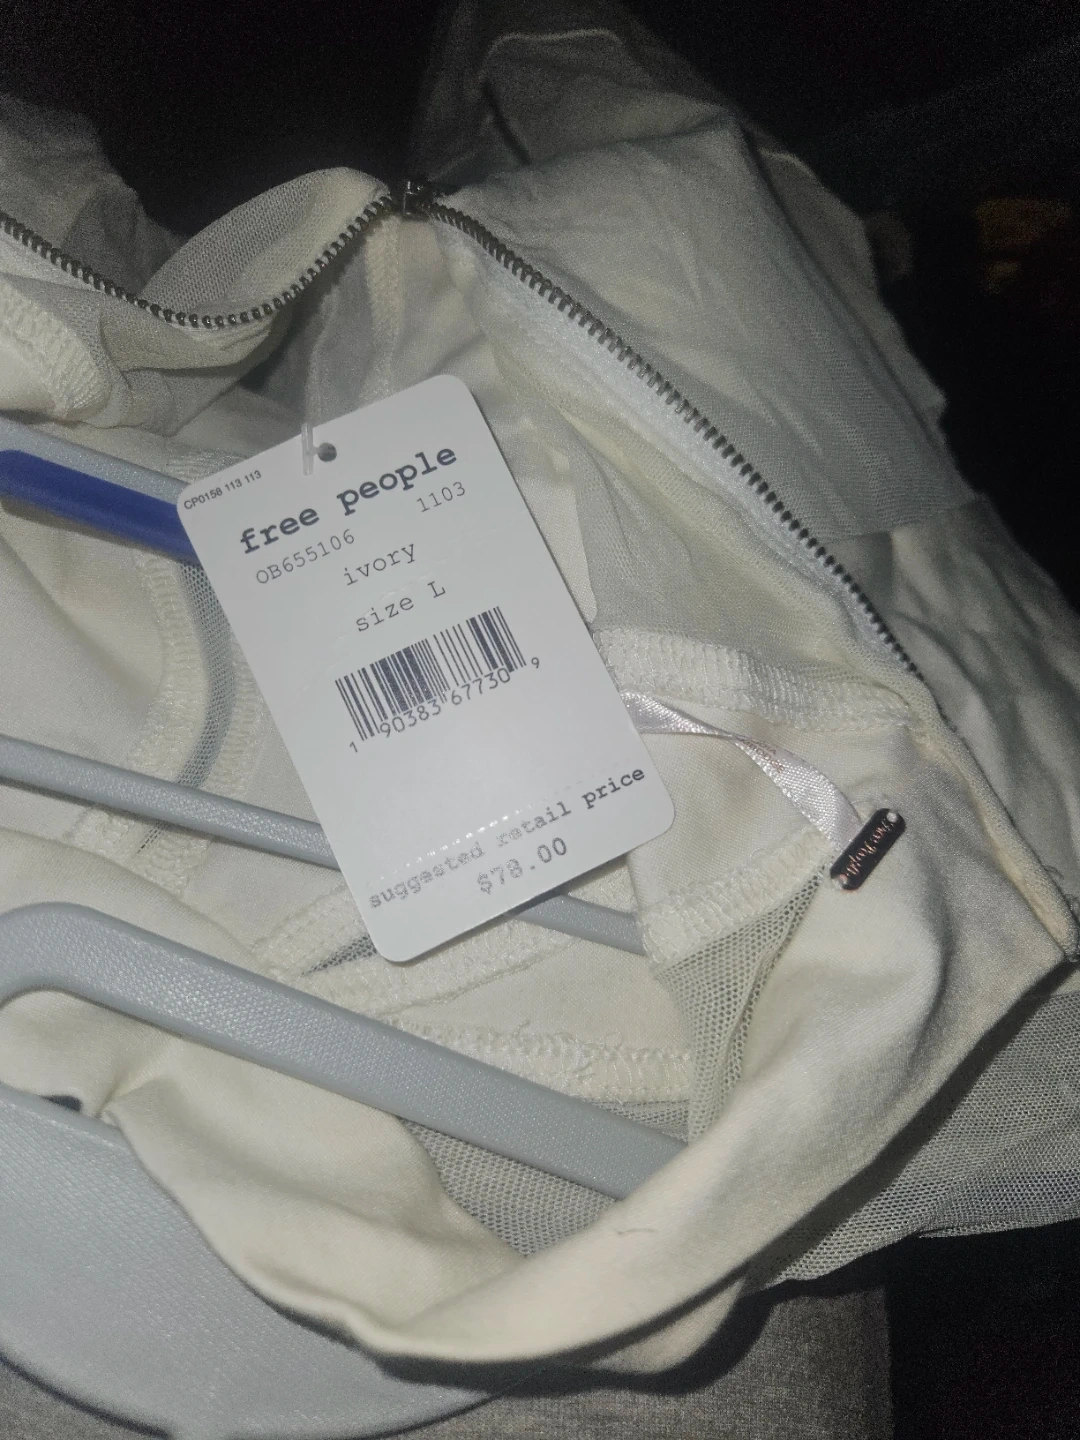 CP0158 113 113
free people
OB655106 1103
ivory
size L
1 90383 67730 9
suggested retail price
$78.00